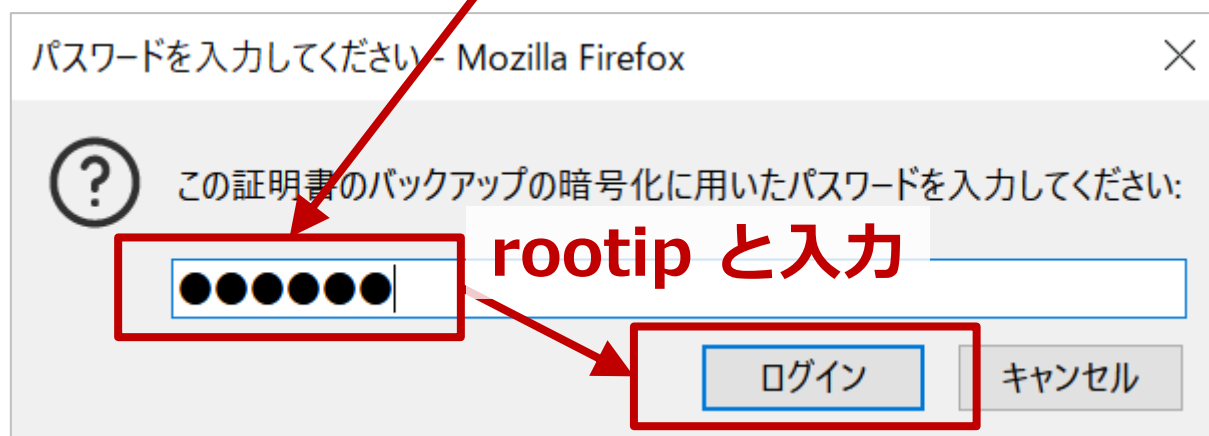 パスワードを入力してください - Mozilla Firefox
この証明書のバックアップの暗号化に用いたパスワードを入力してください:
rootip と入力
●●●●●●
ログイン
キャンセル